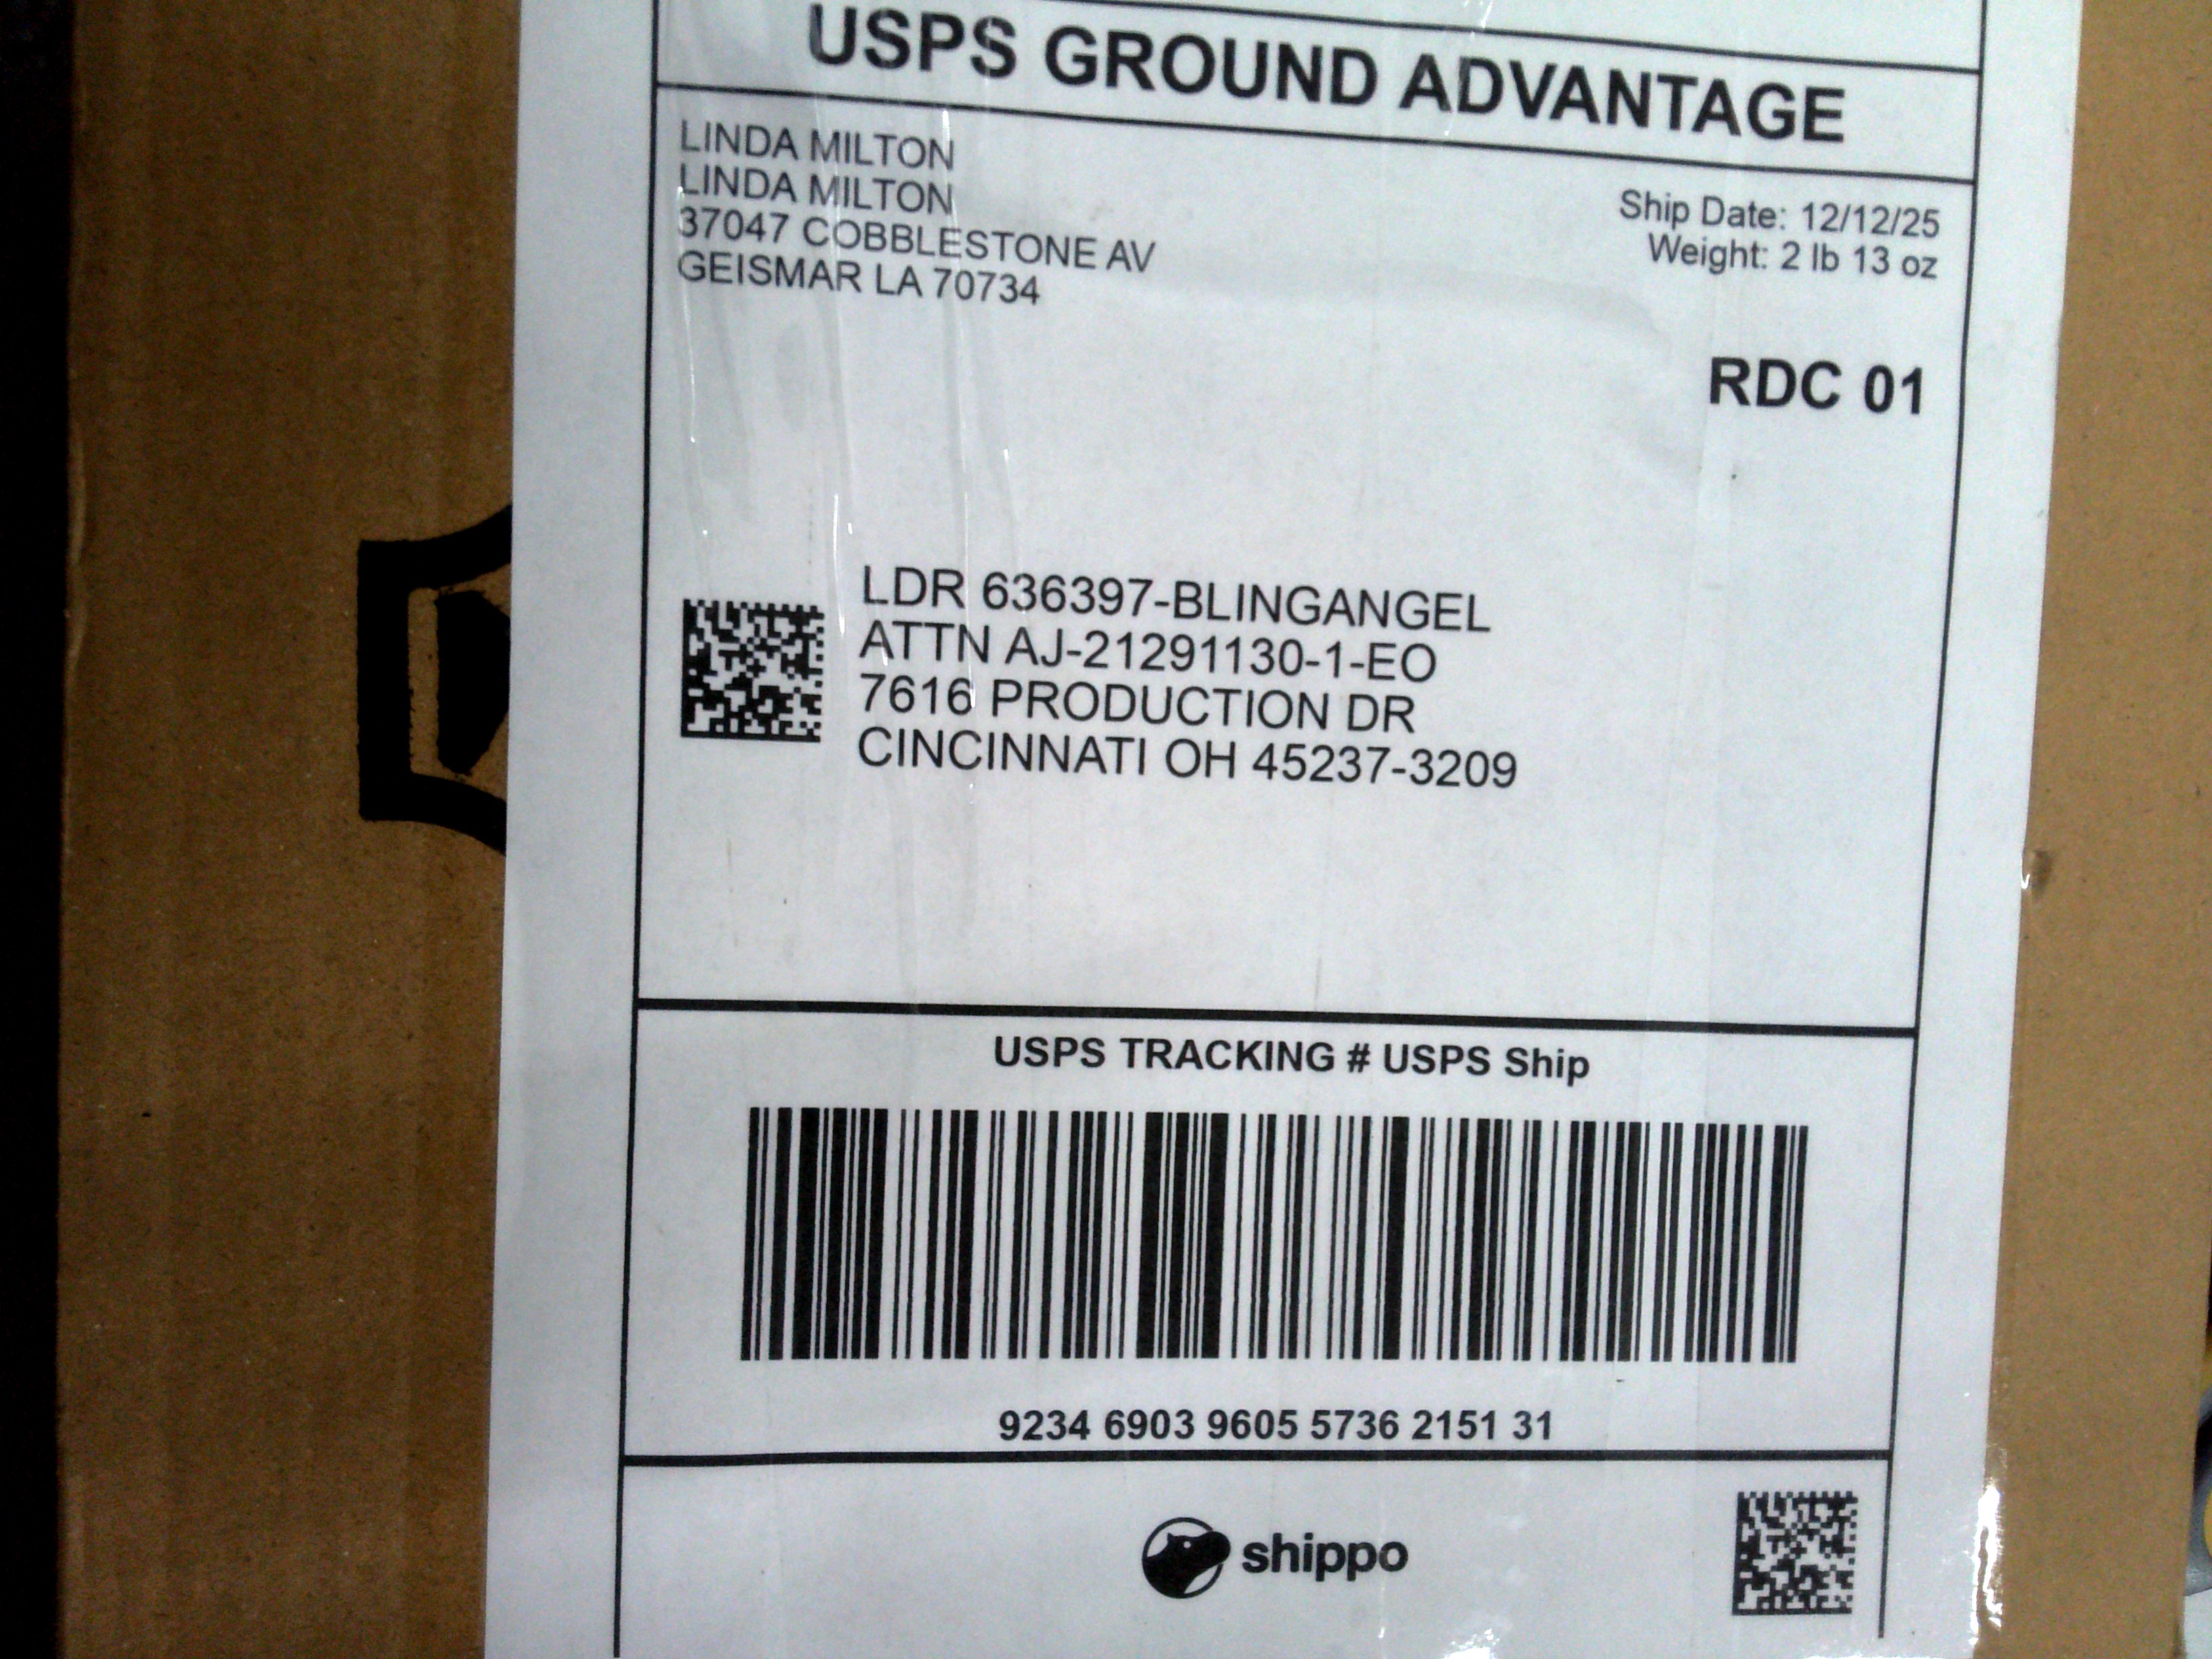 USPS GROUND ADVANTAGE
LINDA MILTON
LINDA MILTON
37047 COBBLESTONE AV
GEISMAR LA 70734
Ship Date: 12/12/25
Weight: 2 lb 13 oz
RDC 01
LDR 636397-BLINGANGEL
ATTN AJ-21291130-1-EO
7616 PRODUCTION DR
CINCINNATI OH 45237-3209
USPS TRACKING # USPS Ship
9234 6903 9605 5736 2151 31
shippo